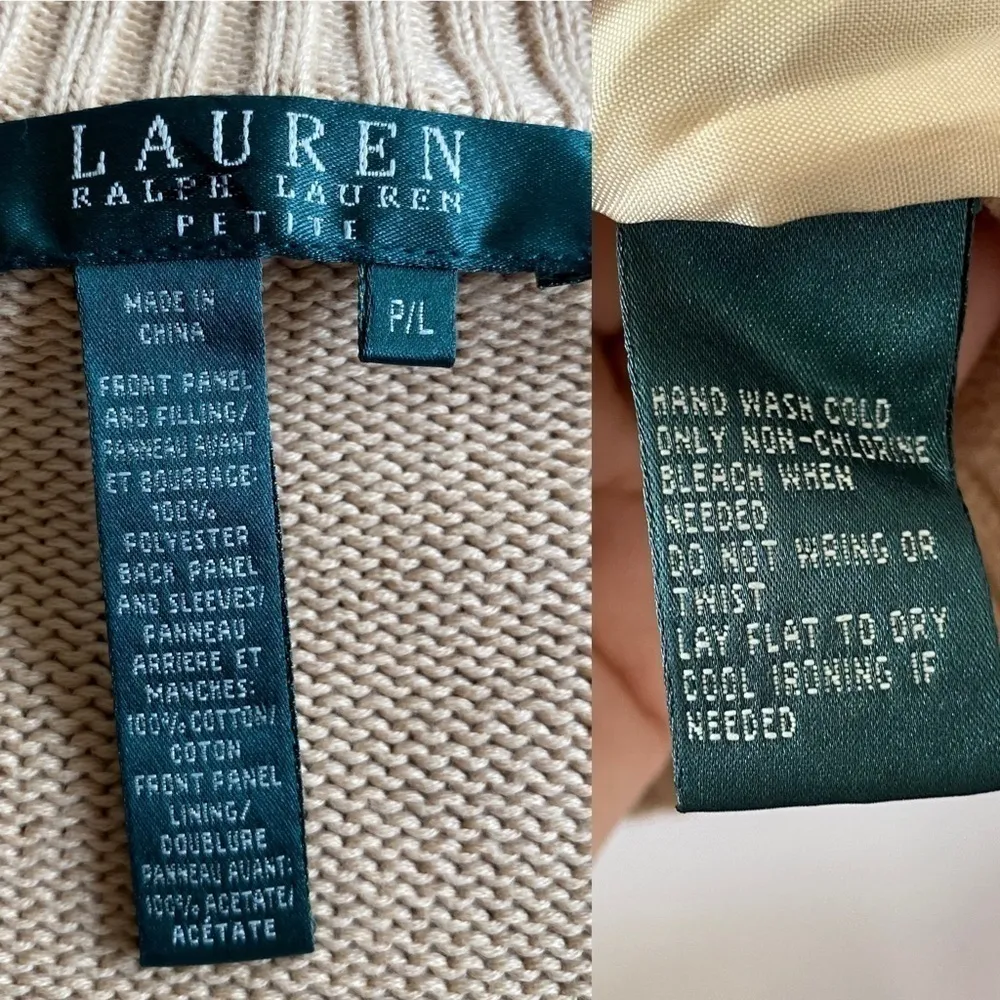 LAUREN
RALPH LAUREN
PETITE
P/L
MADE IN
CHINA
FRONT PANEL
AND FILLING/
PANNEAU AVANT
ET BOURRAGE:
100%
POLYESTER
BACK PANEL
AND SLEEVES/
PANNEAU
ARRIERE ET
MANCHES:
100% COTTON/
COTON
FRONT PANEL
LINING/
DOUBLURE
PANNEAU AVANT:
100% ACETATE/
ACÉTATE
HAND WASH COLD
ONLY NON-CHLORINE
BLEACH WHEN
NEEDED
DO NOT WRING OR
TWIST
LAY FLAT TO DRY
COOL IRONING IF
NEEDED